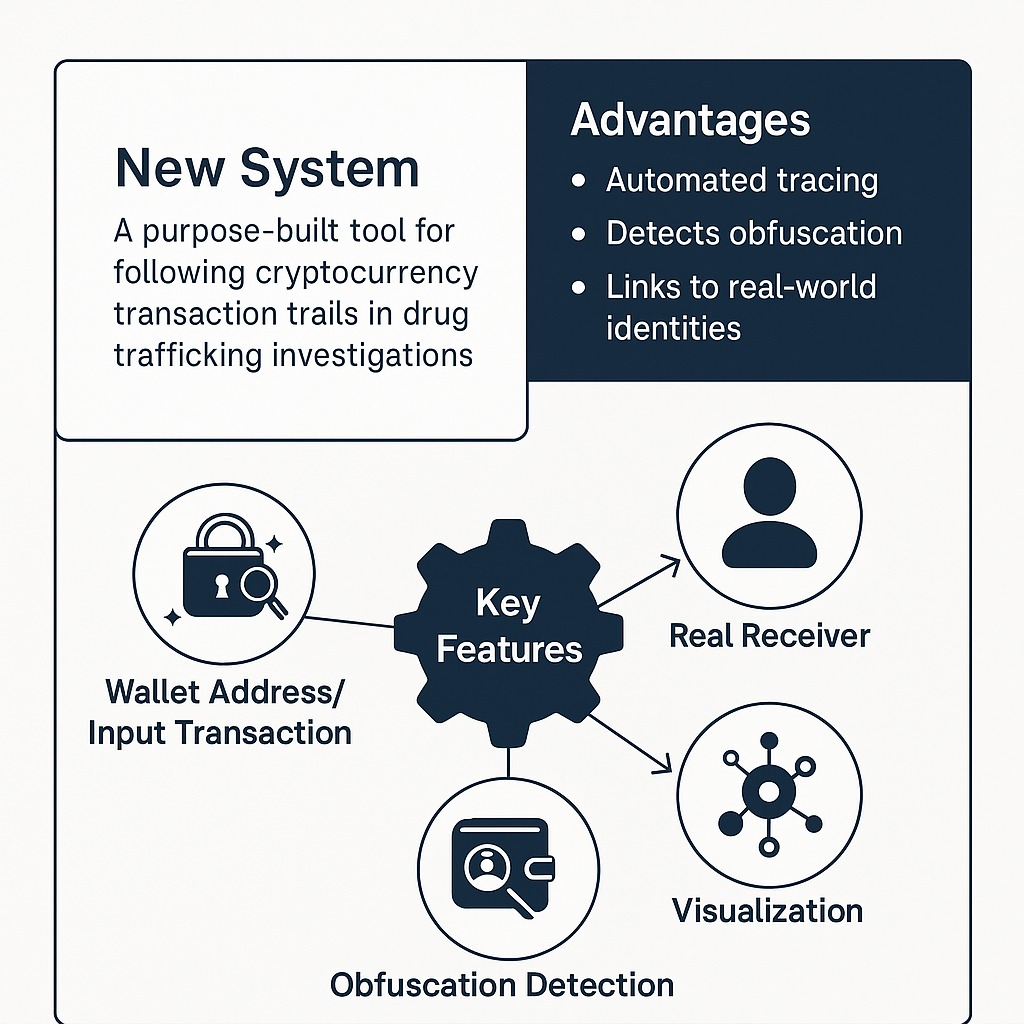 New System
A purpose-built tool for
following cryptocurrency
transaction trails in drug
trafficking investigations
Advantages
• Automated tracing
• Detects obfuscation
• Links to real-world
identities
Key
Features
Wallet Address/
Input Transaction
Real Receiver
Visualization
Obfuscation Detection